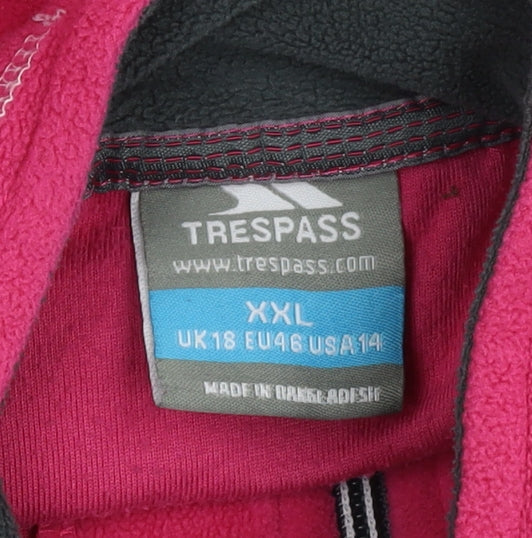 TRESPASS
www.trespass.com
XXL
UK18 EU46 USA14
MADE IN BANGLADESH